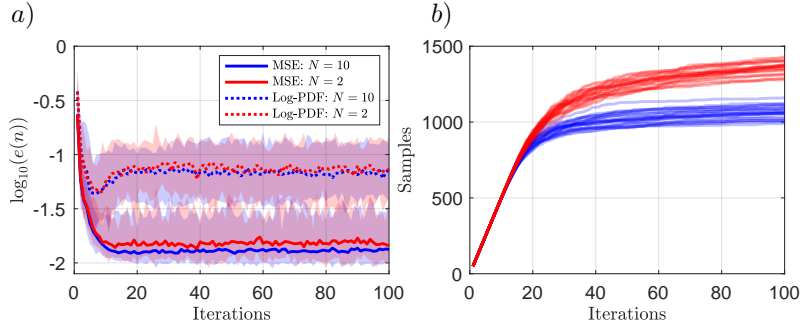 a)
0
-0.5
-1
-1.5
-2
log10(e(n))
MSE: N = 10
MSE: N = 2
Log-PDF: N = 10
Log-PDF: N = 2
0 20 40 60 80 100
Iterations
b)
1500
1000
500
0
Samples
0 20 40 60 80 100
Iterations